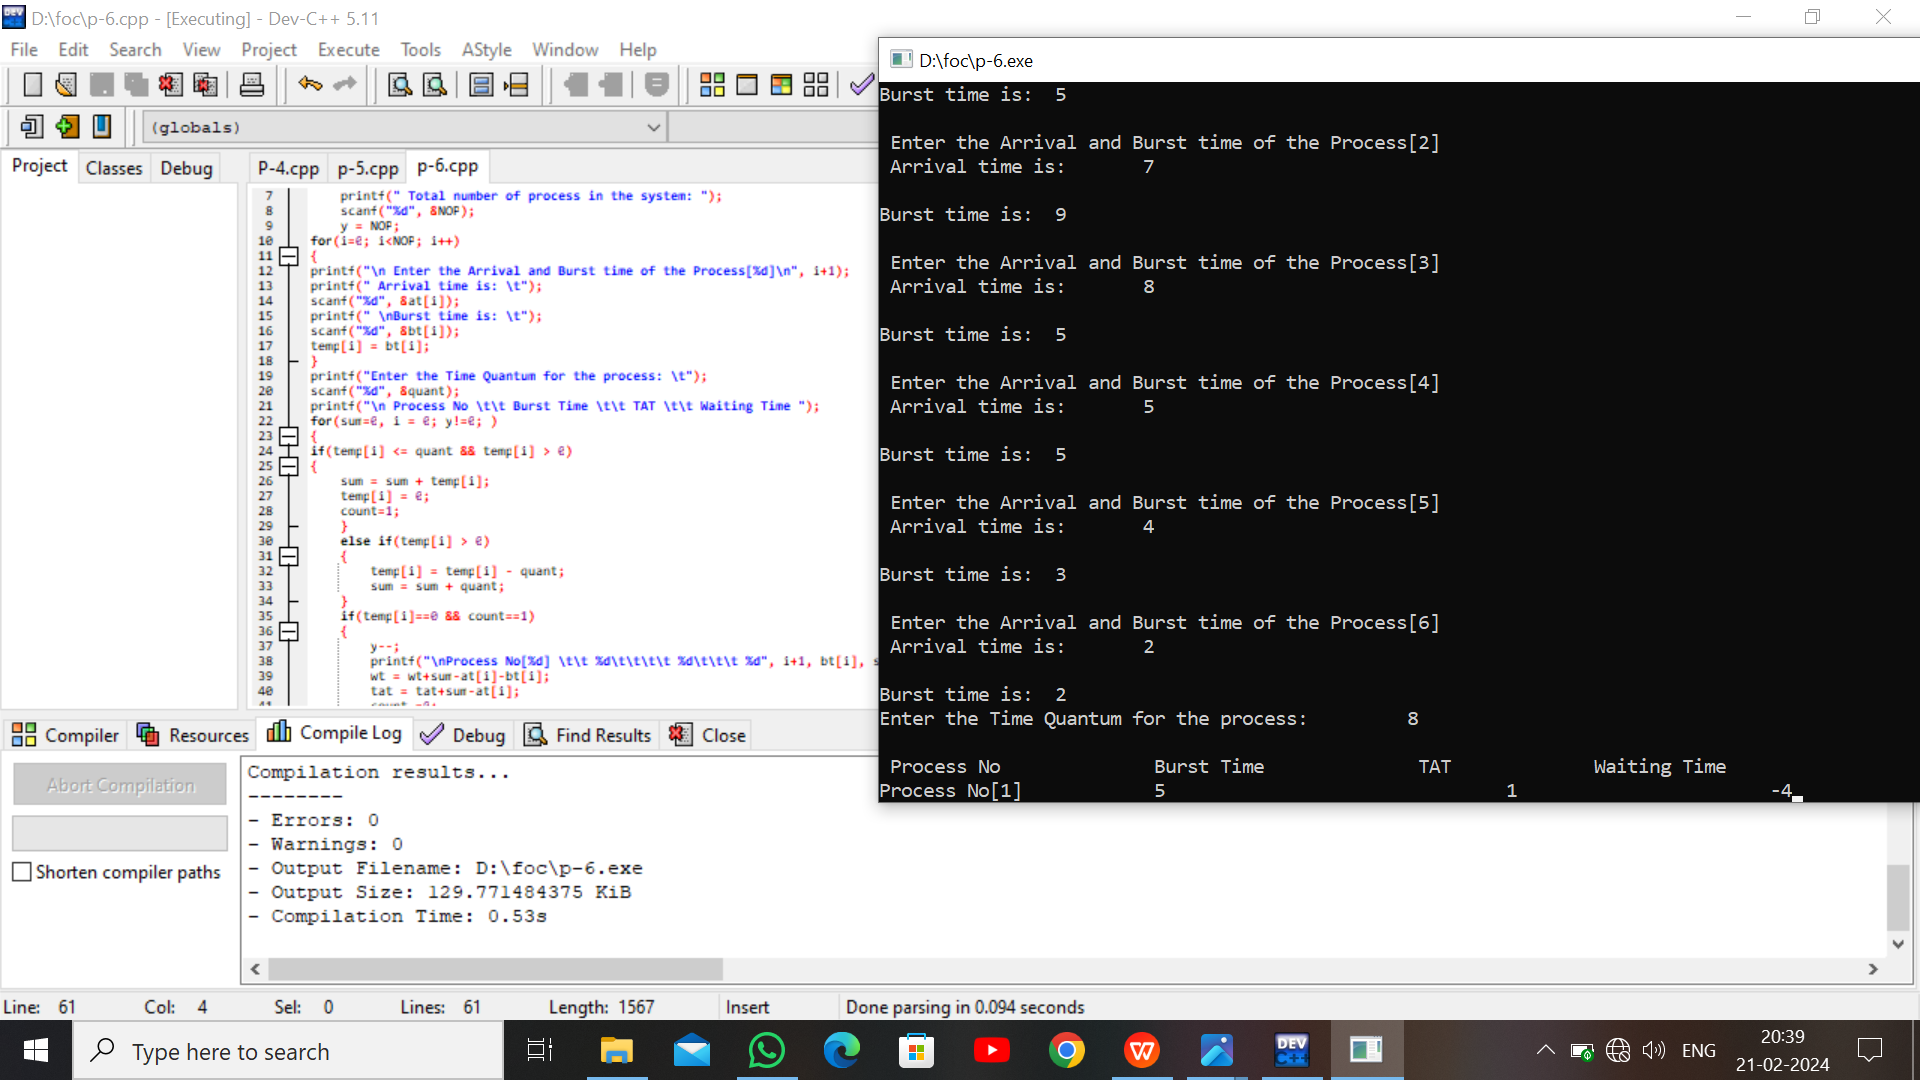 D:\foc\p-6.cpp - [Executing] - Dev-C++ 5.11
File Edit Search View Project Execute Tools AStyle Window Help
(globals)
Project Classes Debug
P-4.cpp p-5.cpp p-6.cpp
7 printf(" Total number of process in the system: ");
8 scanf("%d", &NOP);
9 y = NOP;
10 for(i=0; i<NOP; i++)
11 {
12 printf("\n Enter the Arrival and Burst time of the Process[%d]\n", i+1);
13 printf(" Arrival time is: \t");
14 scanf("%d", &at[i]);
15 printf(" \nBurst time is: \t");
16 scanf("%d", &bt[i]);
17 temp[i] = bt[i];
18 }
19 printf("Enter the Time Quantum for the process: \t");
20 scanf("%d", &quant);
21 printf("\n Process No \t\t Burst Time \t\t TAT \t\t Waiting Time ");
22 for(sum=0, i = 0; y!=0; )
23 {
24 if(temp[i] <= quant && temp[i] > 0)
25 {
26 sum = sum + temp[i];
27 temp[i] = 0;
28 count=1;
29 }
30 else if(temp[i] > 0)
31 {
32 temp[i] = temp[i] - quant;
33 sum = sum + quant;
34 }
35 if(temp[i]==0 && count==1)
36 {
37 y--;
38 printf("\nProcess No[%d] \t\t %d\t\t\t\t %d\t\t\t %d", i+1, bt[i], s
39 wt = wt+sum-at[i]-bt[i];
40 tat = tat+sum-at[i];
D:\foc\p-6.exe
Burst time is: 5
Enter the Arrival and Burst time of the Process[2]
Arrival time is: 7
Burst time is: 9
Enter the Arrival and Burst time of the Process[3]
Arrival time is: 8
Burst time is: 5
Enter the Arrival and Burst time of the Process[4]
Arrival time is: 5
Burst time is: 5
Enter the Arrival and Burst time of the Process[5]
Arrival time is: 4
Burst time is: 3
Enter the Arrival and Burst time of the Process[6]
Arrival time is: 2
Burst time is: 2
Enter the Time Quantum for the process: 8
Process No Burst Time TAT Waiting Time
Process No[1] 5 1 -4
Compiler Resources Compile Log Debug Find Results Close
Abort Compilation
Shorten compiler paths
Compilation results...
--------
- Errors: 0
- Warnings: 0
- Output Filename: D:\foc\p-6.exe
- Output Size: 129.771484375 KiB
- Compilation Time: 0.53s
Line: 61 Col: 4 Sel: 0 Lines: 61 Length: 1567 Insert Done parsing in 0.094 seconds
Type here to search
DEV C++
ENG
20:39
21-02-2024